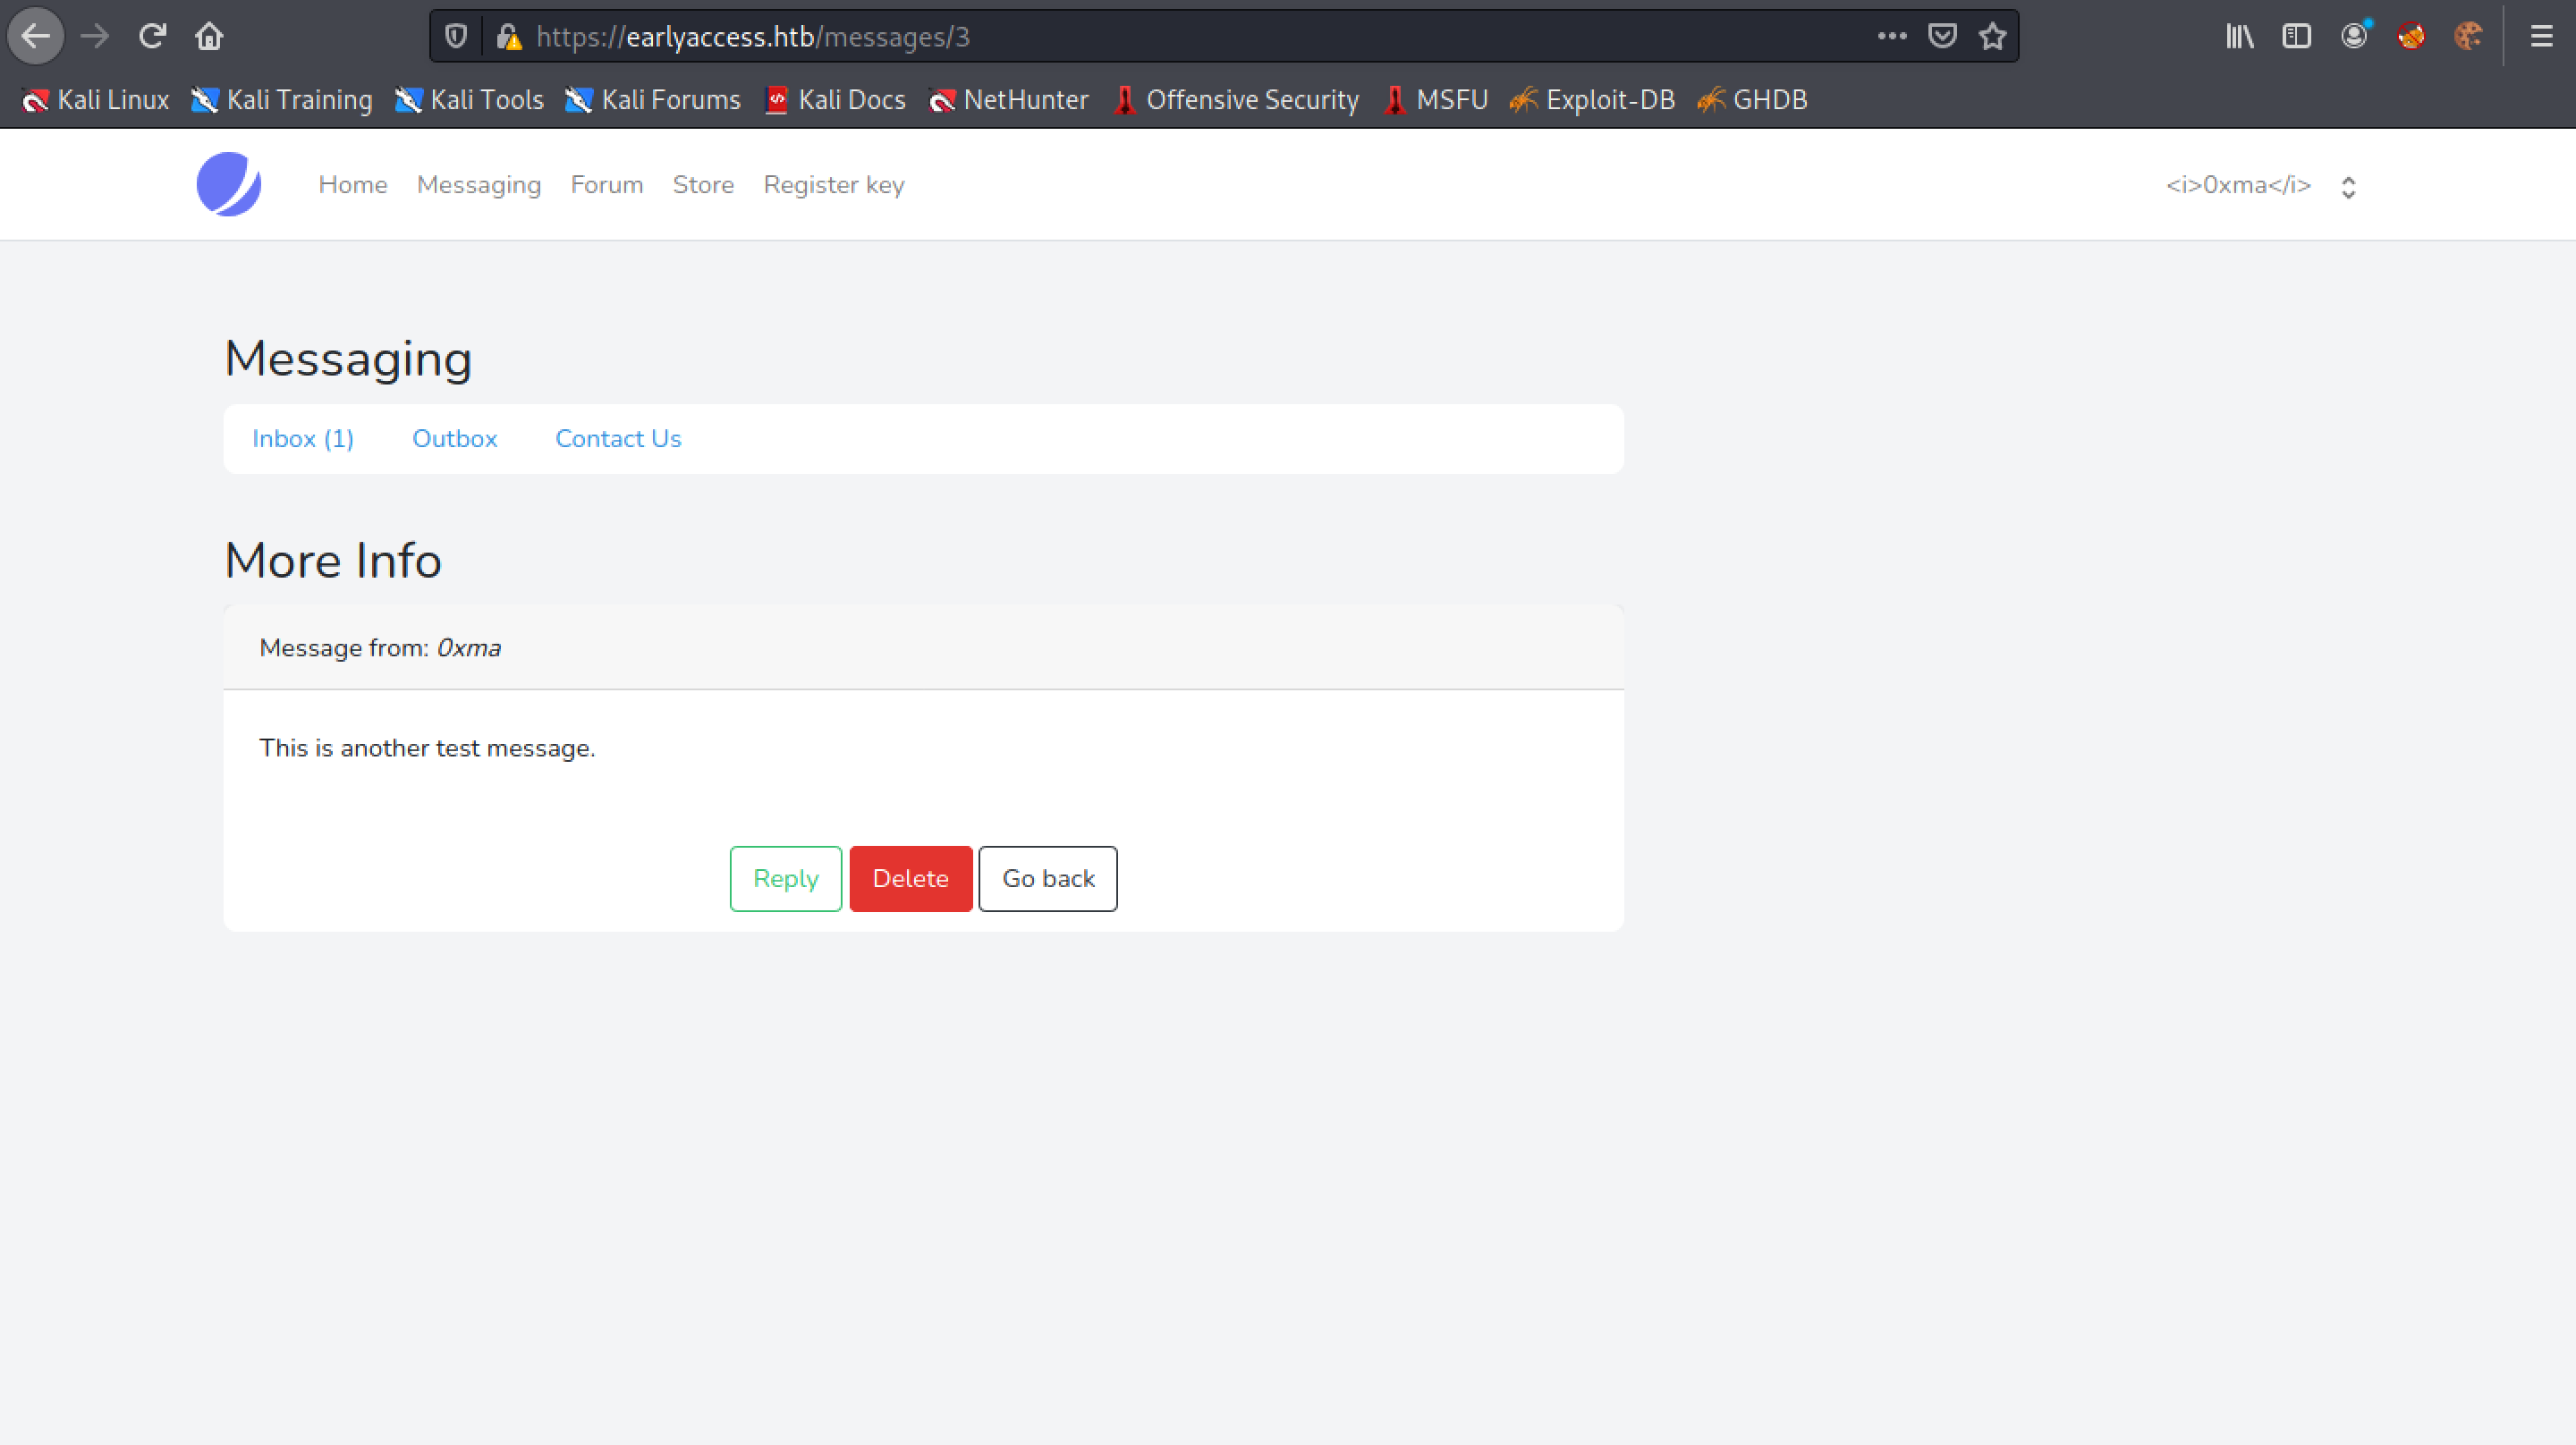 https://earlyaccess.htb/messages/3
Kali Linux Kali Training Kali Tools Kali Forums Kali Docs NetHunter Offensive Security MSFU Exploit-DB GHDB
Home Messaging Forum Store Register key <i>0xma</i>
Messaging
Inbox (1) Outbox Contact Us
More Info
Message from: 0xma
This is another test message.
Reply Delete Go back